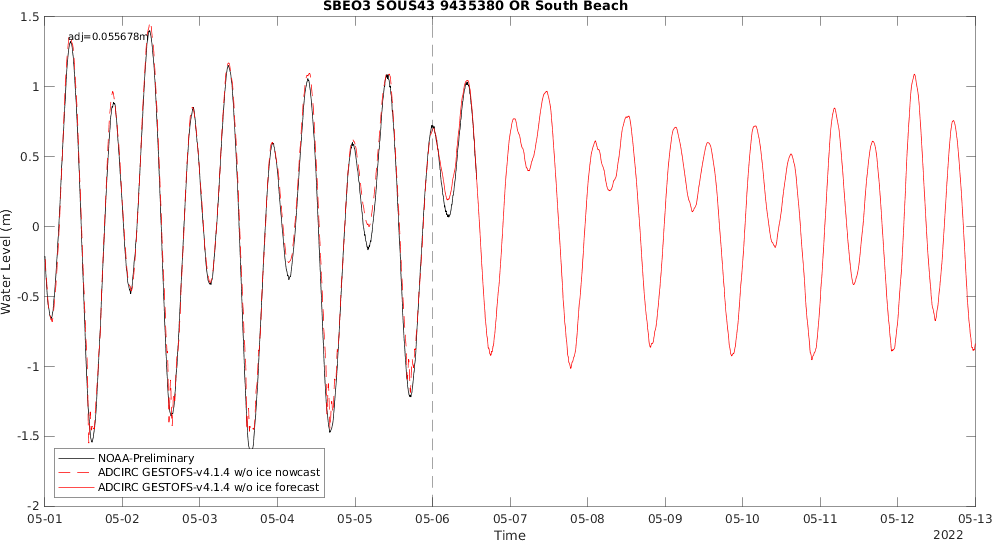 SBEO3 SOUS43 9435380 OR South Beach
adj=0.055678m
1.5
1
0.5
0
-0.5
-1
-1.5
-2
Water Level (m)
NOAA-Preliminary
ADCIRC GESTOFS-v4.1.4 w/o ice nowcast
ADCIRC GESTOFS-v4.1.4 w/o ice forecast
05-01 05-02 05-03 05-04 05-05 05-06 05-07 05-08 05-09 05-10 05-11 05-12 05-13
Time
2022